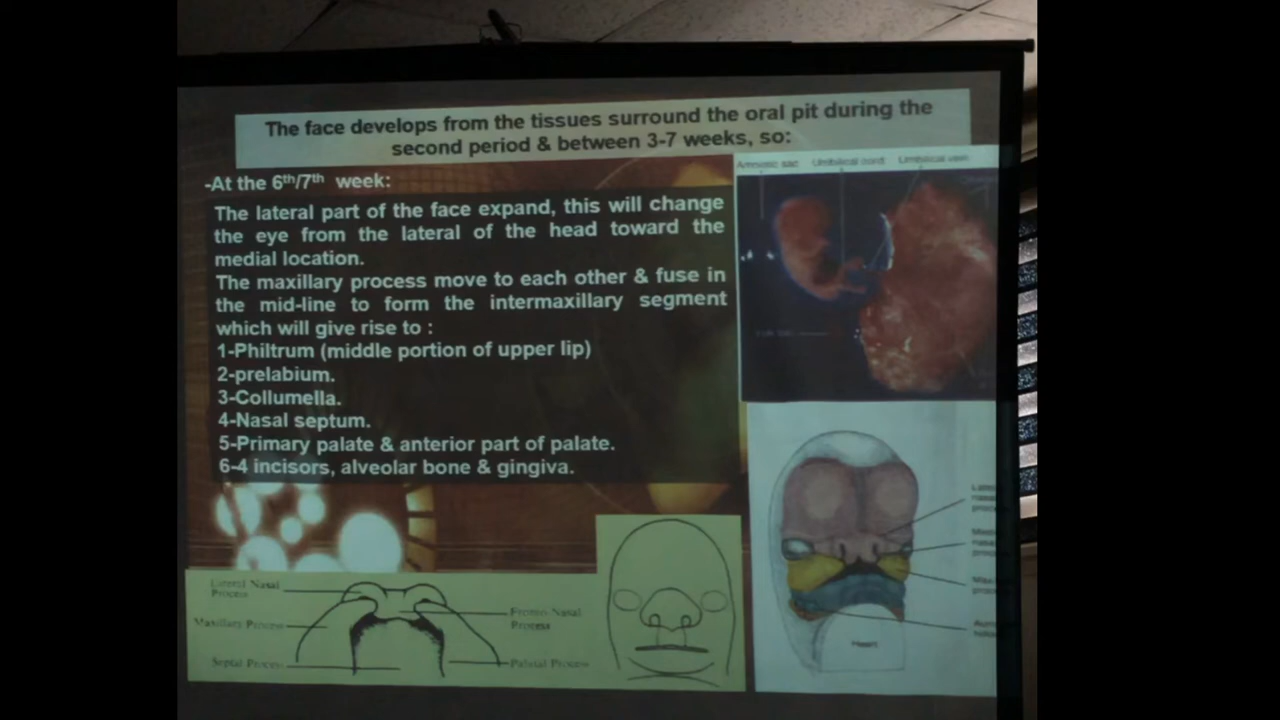 The face develops from the tissues surround the oral pit during the
second period & between 3-7 weeks, so:
-At the 6th/7th week:
The lateral part of the face expand, this will change
the eye from the lateral of the head toward the
medial location.
The maxillary process move to each other & fuse in
the mid-line to form the intermaxillary segment
which will give rise to :
1-Philtrum (middle portion of upper lip)
2-prelabium.
3-Collumella.
4-Nasal septum.
5-Primary palate & anterior part of palate.
6-4 incisors, alveolar bone & gingiva.
Amniotic sac Umbilical cord Umbilical vein
Lateral Nasal
Process
Maxillary Process
Septal Process
Fronto Nasal
Process
Palatal Process
Heart